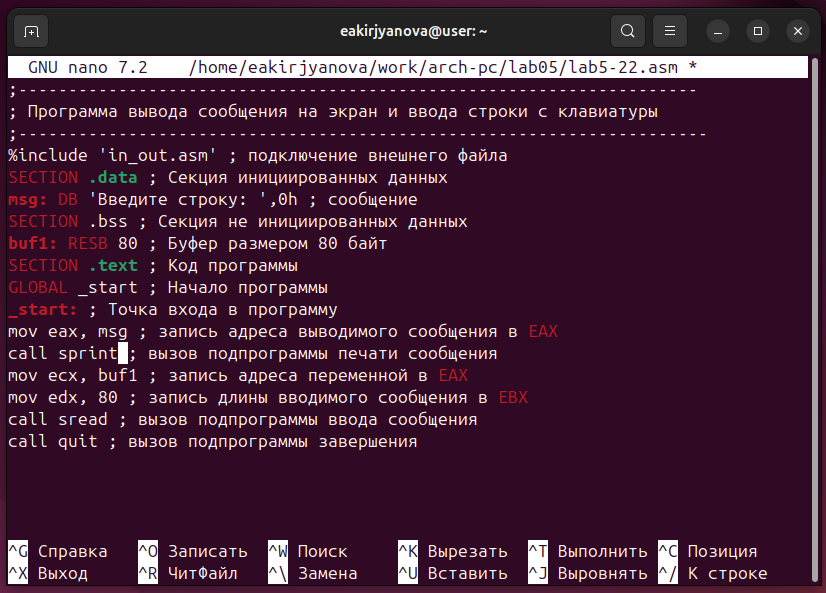 eakirjyanova@user: ~
GNU nano 7.2 /home/eakirjyanova/work/arch-pc/lab05/lab5-22.asm *
;--------------------------------------------------------------------
; Программа вывода сообщения на экран и ввода строки с клавиатуры
;---------------------------------------------------------------------
%include 'in_out.asm' ; подключение внешнего файла
SECTION .data ; Секция инициированных данных
msg: DB 'Введите строку: ',0h ; сообщение
SECTION .bss ; Секция не инициированных данных
buf1: RESB 80 ; Буфер размером 80 байт
SECTION .text ; Код программы
GLOBAL _start ; Начало программы
_start: ; Точка входа в программу
mov eax, msg ; запись адреса выводимого сообщения в EAX
call sprint ; вызов подпрограммы печати сообщения
mov ecx, buf1 ; запись адреса переменной в EAX
mov edx, 80 ; запись длины вводимого сообщения в EBX
call sread ; вызов подпрограммы ввода сообщения
call quit ; вызов подпрограммы завершения
^G Справка ^O Записать ^W Поиск ^K Вырезать ^T Выполнить ^C Позиция
^X Выход ^R ЧитФайл ^\ Замена ^U Вставить ^J Выровнять ^/ К строке